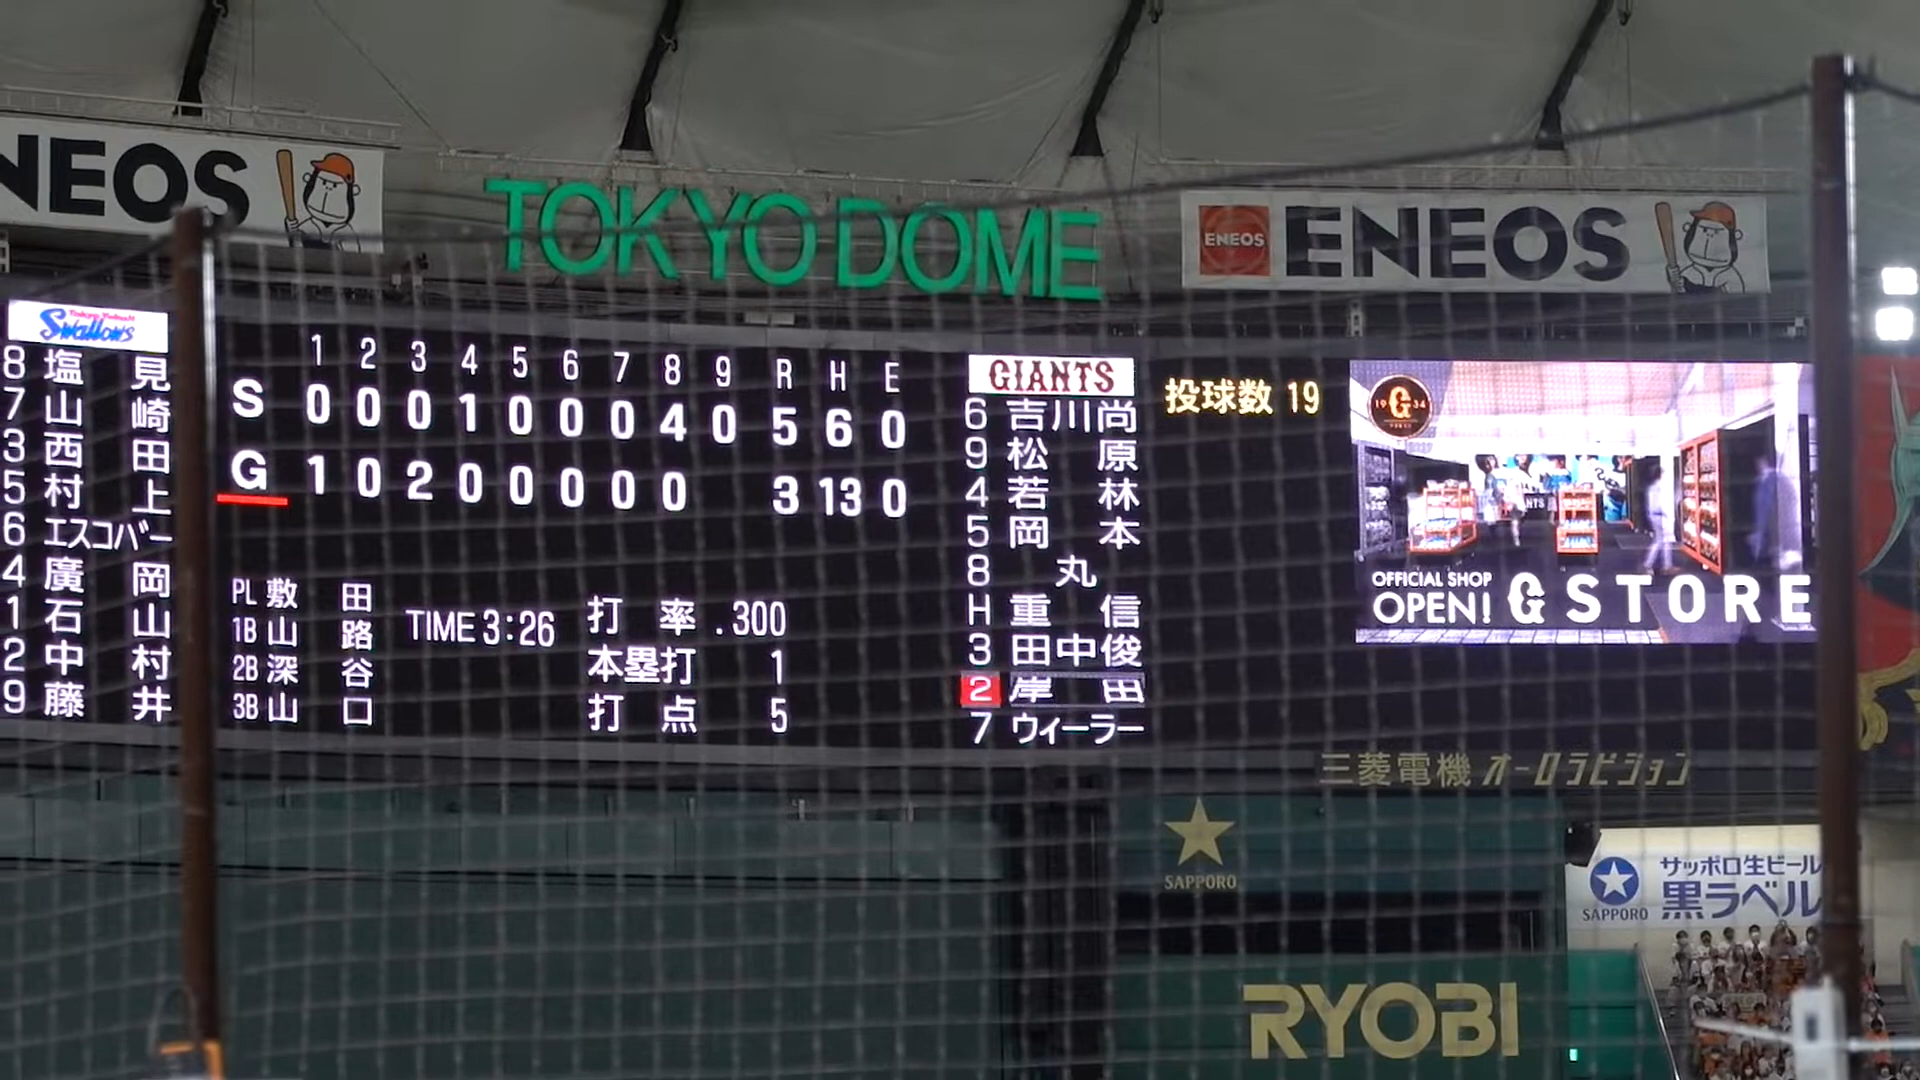 NEOS
TOKYO DOME
ENEOS ENEOS
Tokyo Yakult
Swallows
8 塩見
7 山崎
3 西田
5 村上
6 エスコバー
4 廣岡
1 石山
2 中村
9 藤井
1 2 3 4 5 6 7 8 9 R H E
S 0 0 0 1 0 0 0 4 0 5 6 0
G 1 0 2 0 0 0 0 0 3 13 0
PL 敷田
1B 山路
2B 深谷
3B 山口
TIME 3:26
打率 .300
本塁打 1
打点 5
GIANTS
6 吉川尚
9 松原
4 若林
5 岡本
8 丸
H 重信
3 田中俊
2 岸田
7 ウィーラー
投球数 19
19 G 34
OFFICIAL SHOP
OPEN! G STORE
三菱電機 オーロラビジョン
SAPPORO
サッポロ生ビール
黒ラベル
SAPPORO
RYOBI